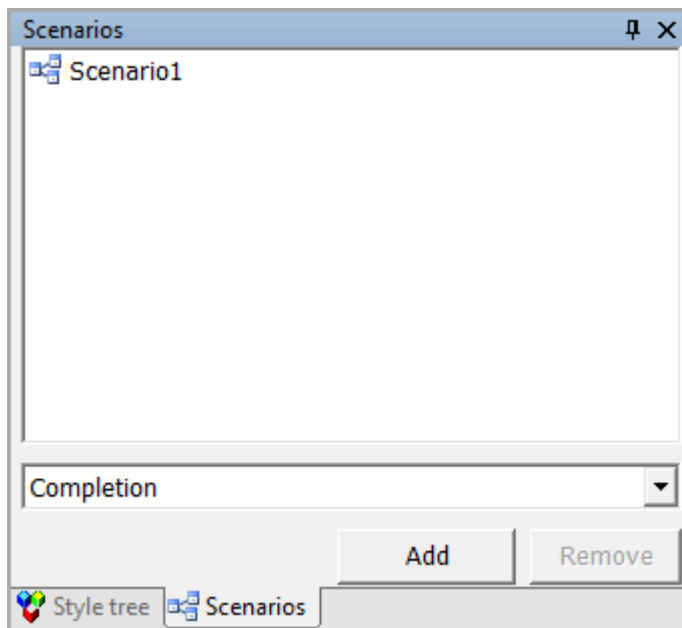 Scenarios
Scenario1
Completion
Add Remove
Style tree Scenarios